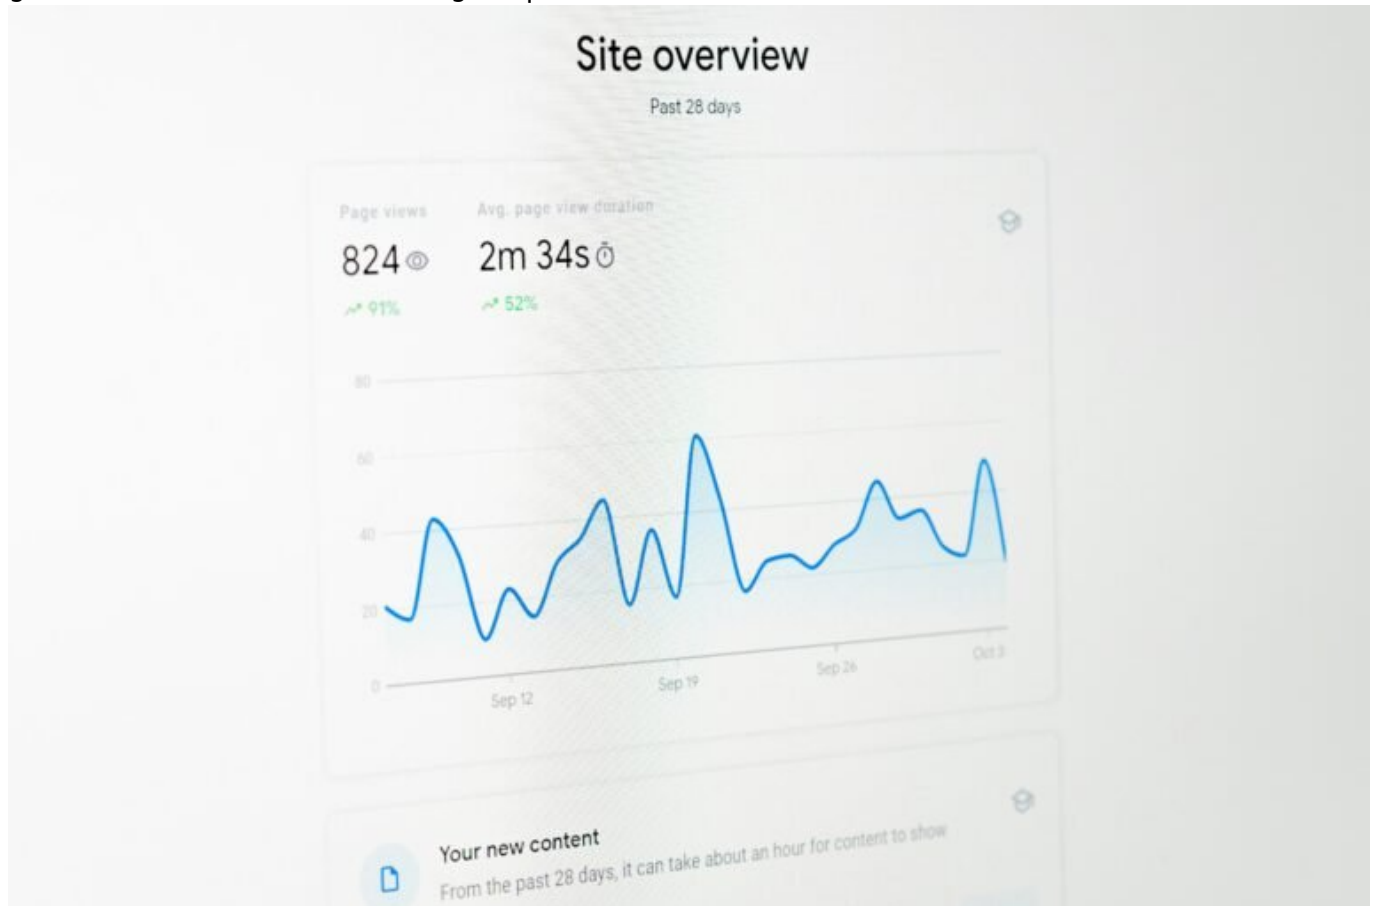 Site overview
Past 28 days
Page views
Avg. page view duration
824
2m 34s
91%
52%
80
60
40
20
0
Sep 12
Sep 19
Sep 26
Oct 3
Your new content
From the past 28 days, it can take about an hour for content to show